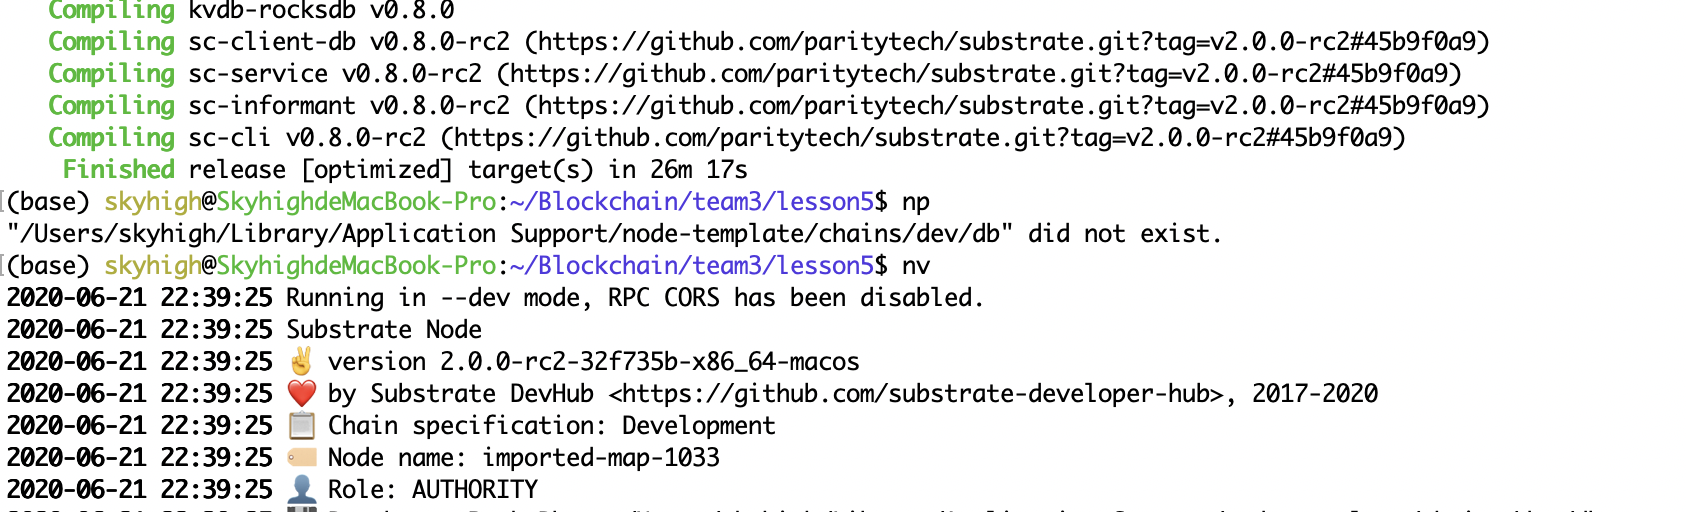 Compiling kvdb-rocksdb v0.8.0
Compiling sc-client-db v0.8.0-rc2 (https://github.com/paritytech/substrate.git?tag=v2.0.0-rc2#45b9f0a9)
Compiling sc-service v0.8.0-rc2 (https://github.com/paritytech/substrate.git?tag=v2.0.0-rc2#45b9f0a9)
Compiling sc-informant v0.8.0-rc2 (https://github.com/paritytech/substrate.git?tag=v2.0.0-rc2#45b9f0a9)
Compiling sc-cli v0.8.0-rc2 (https://github.com/paritytech/substrate.git?tag=v2.0.0-rc2#45b9f0a9)
Finished release [optimized] target(s) in 26m 17s
(base) skyhigh@SkyhighdeMacBook-Pro:~/Blockchain/team3/lesson5$ np
"/Users/skyhigh/Library/Application Support/node-template/chains/dev/db" did not exist.
(base) skyhigh@SkyhighdeMacBook-Pro:~/Blockchain/team3/lesson5$ nv
2020-06-21 22:39:25 Running in --dev mode, RPC CORS has been disabled.
2020-06-21 22:39:25 Substrate Node
2020-06-21 22:39:25 ✌️ version 2.0.0-rc2-32f735b-x86_64-macos
2020-06-21 22:39:25 ❤️ by Substrate DevHub <https://github.com/substrate-developer-hub>, 2017-2020
2020-06-21 22:39:25 📋 Chain specification: Development
2020-06-21 22:39:25 🏷 Node name: imported-map-1033
2020-06-21 22:39:25 👤 Role: AUTHORITY